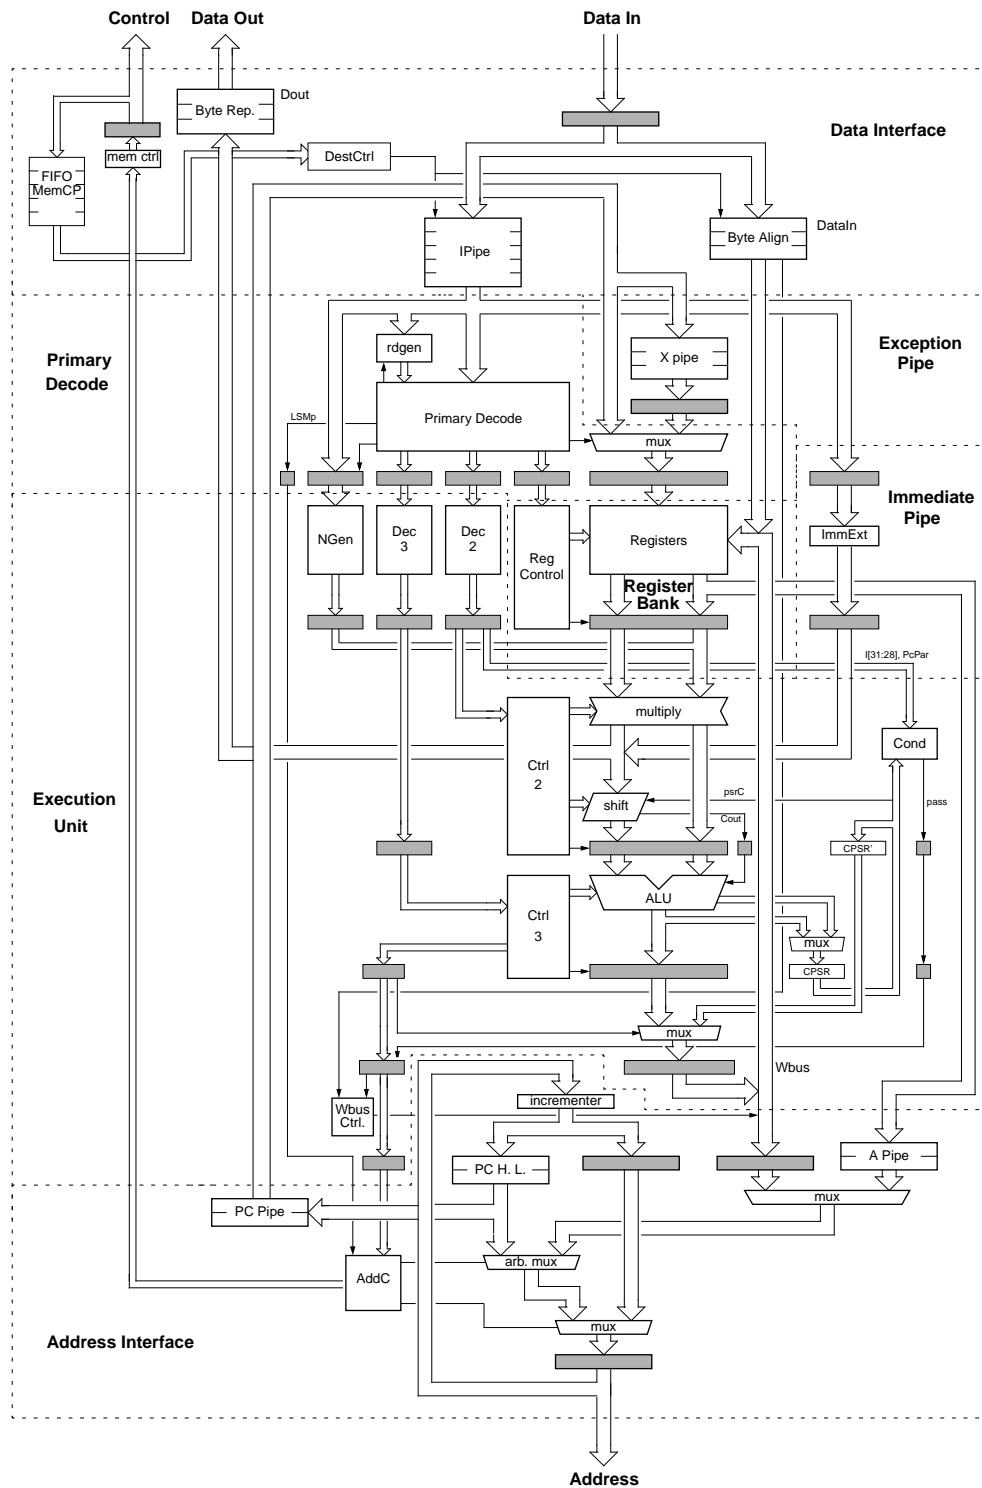 Control
Data Out
Data In
Dout
Byte Rep.
Data Interface
mem ctrl
DestCtrl
FIFO
MemCP
IPipe
Byte Align
DataIn
Primary
Decode
rdgen
X pipe
Exception
Pipe
LSMp
Primary Decode
mux
Immediate
Pipe
NGen
Dec
3
Dec
2
Reg
Control
Registers
ImmExt
Register
Bank
I[31:28], PcPar
multiply
Cond
Ctrl
2
Execution
Unit
shift
psrC
pass
Cout
CPSR'
ALU
Ctrl
3
mux
CPSR
mux
Wbus
Wbus
Ctrl.
incrementer
PC H. L.
A Pipe
mux
PC Pipe
arb. mux
AddC
mux
Address Interface
Address